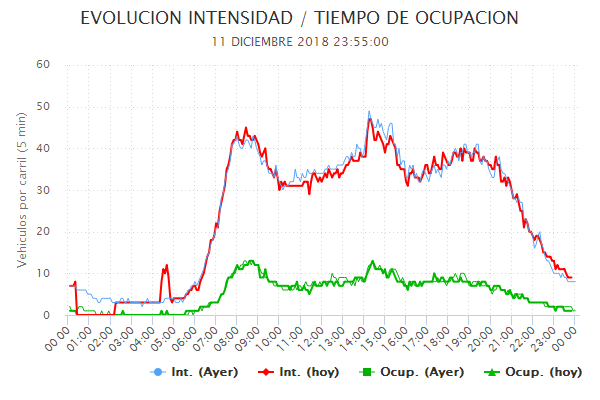 EVOLUCION INTENSIDAD / TIEMPO DE OCUPACION
11 DICIEMBRE 2018 23:55:00
Vehículos por carril (5 min)
60
50
40
30
20
10
0
00:00 01:00 02:00 03:00 04:00 05:00 06:00 07:00 08:00 09:00 10:00 11:00 12:00 13:00 14:00 15:00 16:00 17:00 18:00 19:00 20:00 21:00 22:00 23:00 00:00
Int. (Ayer) Int. (hoy) Ocup. (Ayer) Ocup. (hoy)